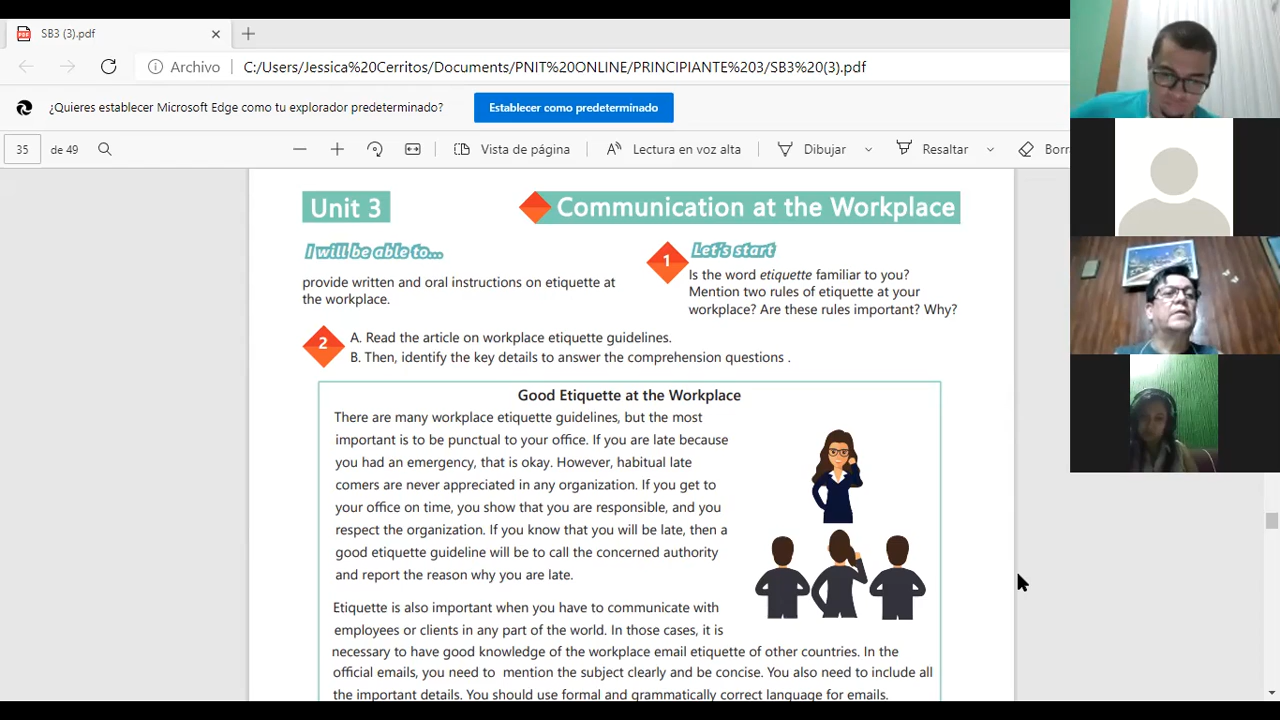 SB3 (3).pdf
Archivo C:/Users/Jessica%20Cerritos/Documents/PNIT%20ONLINE/PRINCIPIANTE%203/SB3%20(3).pdf
¿Quieres establecer Microsoft Edge como tu explorador predeterminado? Establecer como predeterminado
35 de 49 Vista de página Lectura en voz alta Dibujar Resaltar Borr
Unit 3 Communication at the Workplace
I will be able to...
provide written and oral instructions on etiquette at
the workplace.
1 Let's start
Is the word etiquette familiar to you?
Mention two rules of etiquette at your
workplace? Are these rules important? Why?
2 A. Read the article on workplace etiquette guidelines.
B. Then, identify the key details to answer the comprehension questions .
Good Etiquette at the Workplace
There are many workplace etiquette guidelines, but the most
important is to be punctual to your office. If you are late because
you had an emergency, that is okay. However, habitual late
comers are never appreciated in any organization. If you get to
your office on time, you show that you are responsible, and you
respect the organization. If you know that you will be late, then a
good etiquette guideline will be to call the concerned authority
and report the reason why you are late.
Etiquette is also important when you have to communicate with
employees or clients in any part of the world. In those cases, it is
necessary to have good knowledge of the workplace email etiquette of other countries. In the
official emails, you need to mention the subject clearly and be concise. You also need to include all
the important details. You should use formal and grammatically correct language for emails.